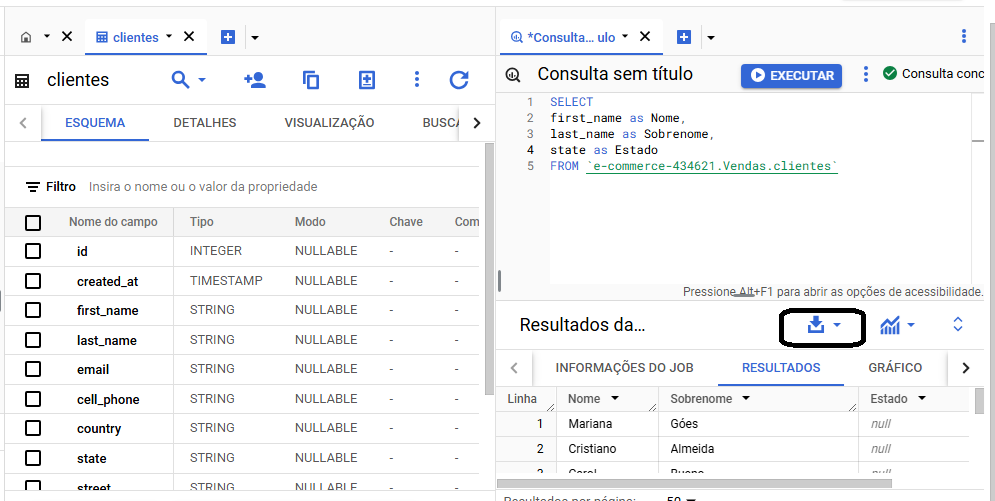 clientes
*Consulta... ulo
clientes
Consulta sem título
EXECUTAR
Consulta conc
ESQUEMA
DETALHES
VISUALIZAÇÃO
BUSCA
1 SELECT
2 first_name as Nome,
3 last_name as Sobrenome,
4 state as Estado
5 FROM `e-commerce-434621.Vendas.clientes`
Filtro Insira o nome ou o valor da propriedade
Nome do campo Tipo Modo Chave Com
id INTEGER NULLABLE - -
created_at TIMESTAMP NULLABLE - -
first_name STRING NULLABLE - -
last_name STRING NULLABLE - -
email STRING NULLABLE - -
cell_phone STRING NULLABLE - -
country STRING NULLABLE - -
state STRING NULLABLE - -
street STRING NULLABLE - -
Pressione Alt+F1 para abrir as opções de acessibilidade.
Resultados da...
INFORMAÇÕES DO JOB
RESULTADOS
GRÁFICO
Linha Nome Sobrenome Estado
1 Mariana Góes null
2 Cristiano Almeida null
3 Carol Bueno null
Resultados por página: 50